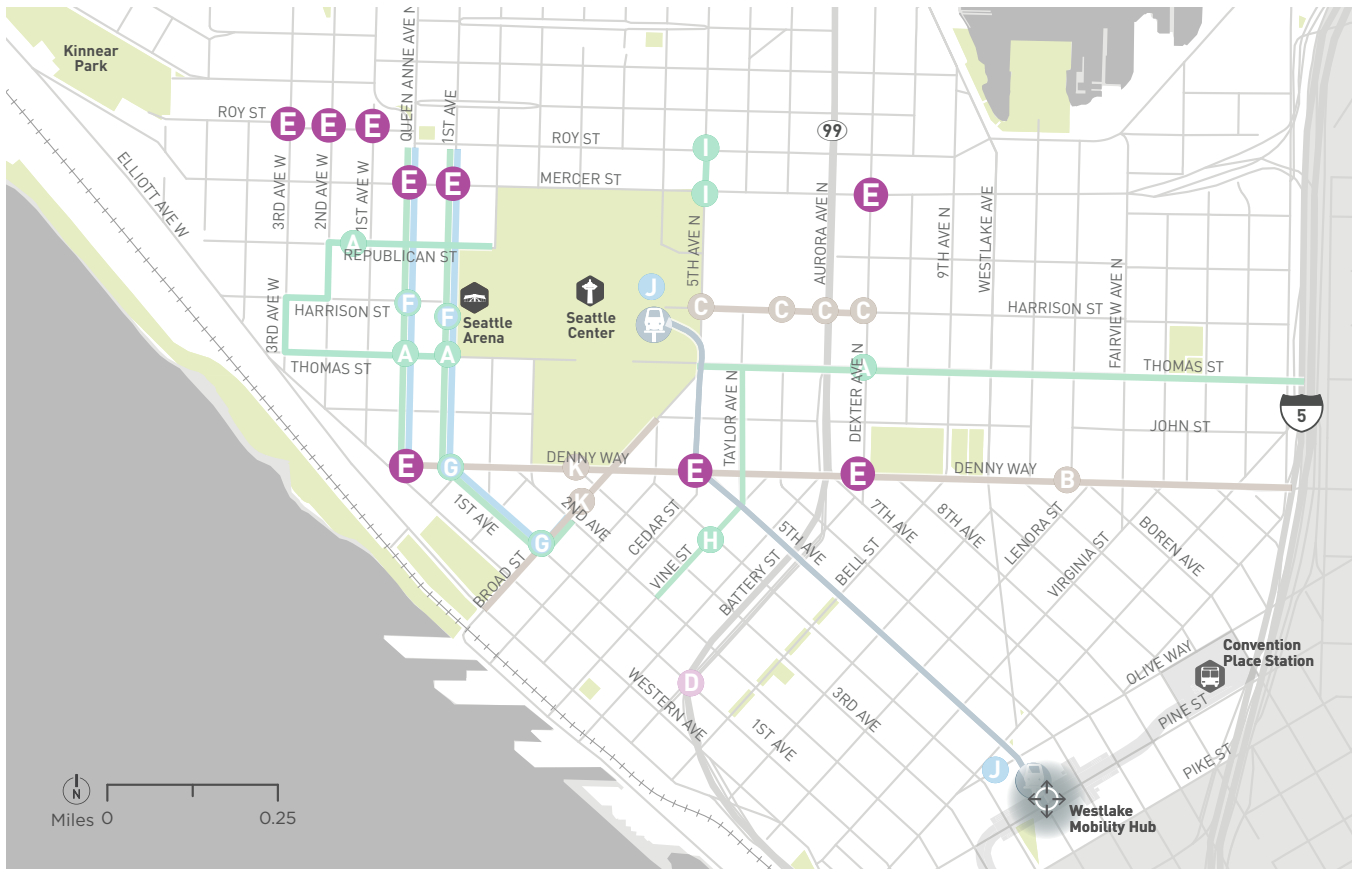 Kinnear
Park
QUEEN ANNE AVE N
1ST AVE
ROY ST
E
E
E
ROY ST
99
I
ELLIOTT AVE W
3RD AVE W
2ND AVE W
1ST AVE W
E
E
MERCER ST
I
E
A
REPUBLICAN ST
5TH AVE N
AURORA AVE N
9TH AVE N
WESTLAKE AVE
FAIRVIEW AVE N
3RD AVE W
HARRISON ST
F
F
Seattle
Arena
Seattle
Center
J
C
C
C
C
HARRISON ST
THOMAS ST
A
A
TAYLOR AVE N
DEXTER AVE N
A
THOMAS ST
5
JOHN ST
E
G
DENNY WAY
K
E
E
DENNY WAY
B
1ST AVE
K
2ND AVE
G
BROAD ST
CEDAR ST
VINE ST
H
BATTERY ST
5TH AVE
BELL ST
7TH AVE
8TH AVE
LENORA ST
VIRGINIA ST
BOREN AVE
D
WESTERN AVE
1ST AVE
3RD AVE
OLIVE WAY
Convention
Place Station
PINE ST
PIKE ST
J
Westlake
Mobility Hub
N
Miles 0
0.25